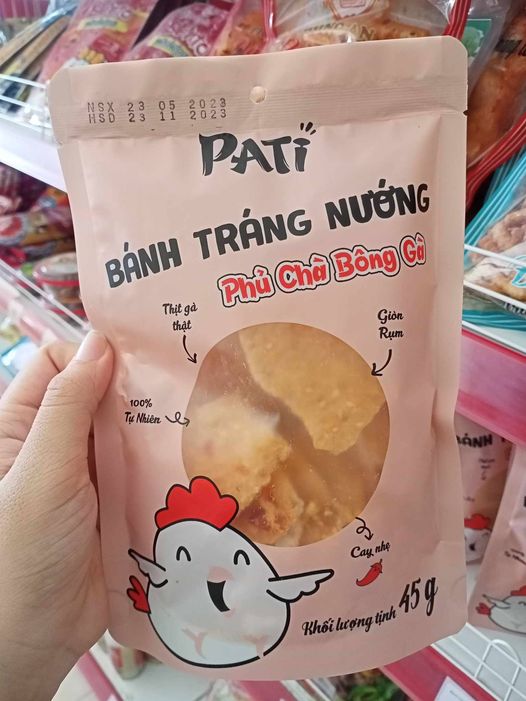 NSX 23 05 2023
HSD 23 11 2023
PATI
BÁNH TRÁNG NƯỚNG
Phủ Chà Bông Gà
Thịt gà
thật
Giòn
Rụm
100%
Tự Nhiên
Cay nhẹ
Khối lượng tịnh 45g